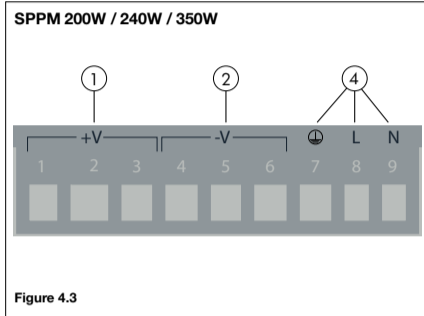 SPPM 200W / 240W / 350W
1 2 4
+V -V L N
1 2 3 4 5 6 7 8 9
Figure 4.3